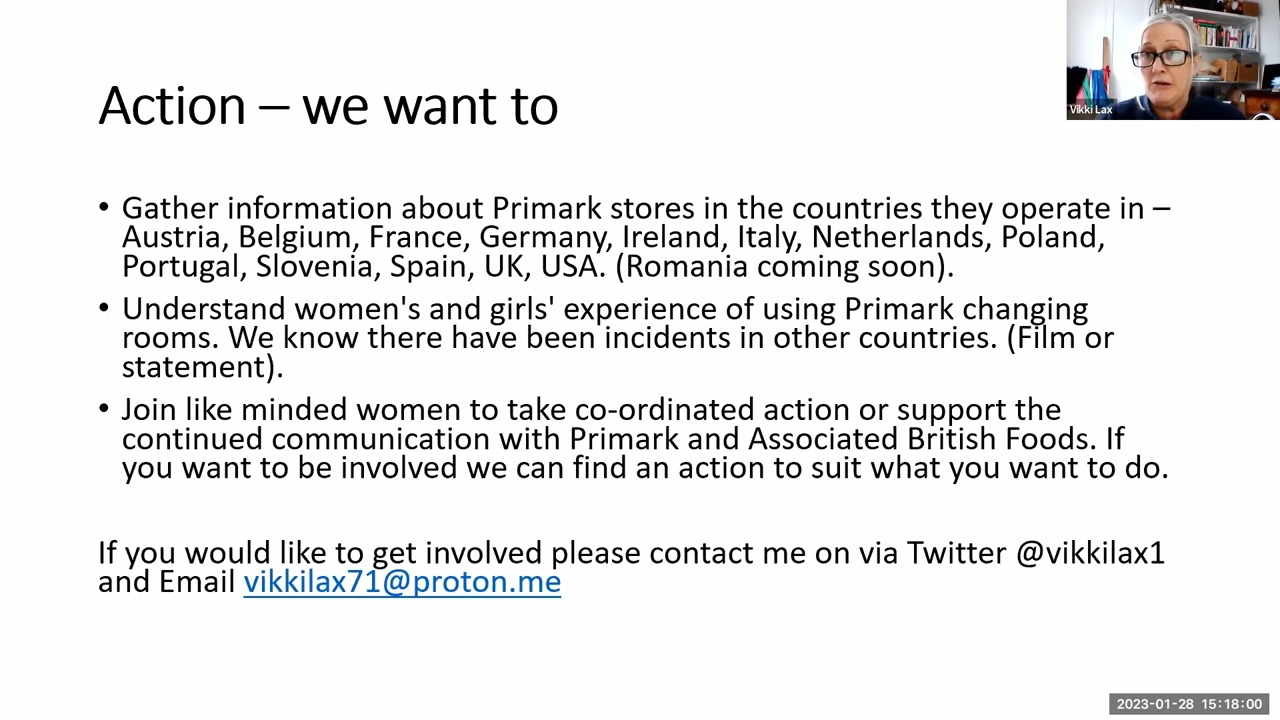 Action – we want to
Vikki Lax
• Gather information about Primark stores in the countries they operate in –
Austria, Belgium, France, Germany, Ireland, Italy, Netherlands, Poland,
Portugal, Slovenia, Spain, UK, USA. (Romania coming soon).
• Understand women's and girls' experience of using Primark changing
rooms. We know there have been incidents in other countries. (Film or
statement).
• Join like minded women to take co-ordinated action or support the
continued communication with Primark and Associated British Foods. If
you want to be involved we can find an action to suit what you want to do.
If you would like to get involved please contact me on via Twitter @vikkilax1
and Email vikkilax71@proton.me
2023-01-28 15:18:00